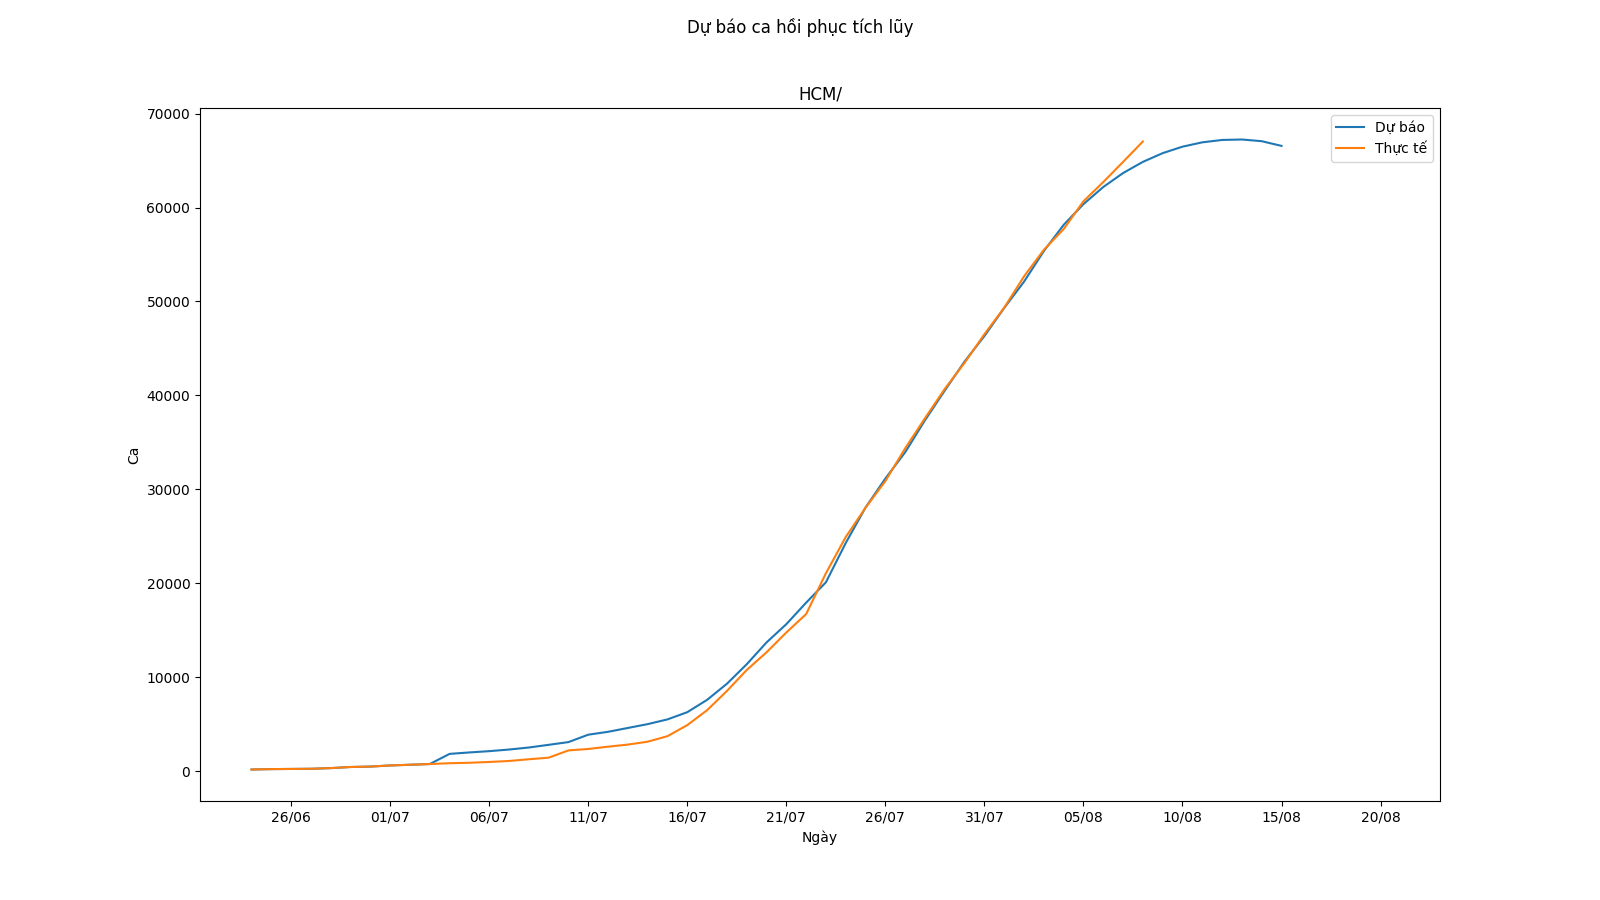 Dự báo ca hồi phục tích lũy
HCM/
70000
60000
50000
40000
30000
20000
10000
0
Ca
Dự báo
Thực tế
26/06 01/07 06/07 11/07 16/07 21/07 26/07 31/07 05/08 10/08 15/08 20/08
Ngày